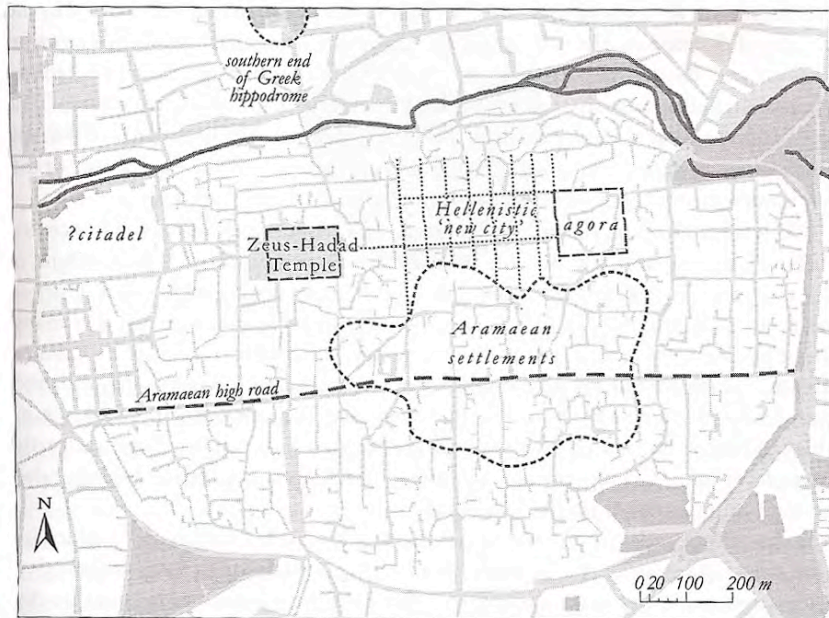 southern end
of Greek
hippodrome
Hellenistic
'new city'
agora
?citadel
Zeus-Hadad
Temple
Aramaean
settlements
Aramaean high road
N
0 20 100 200 m